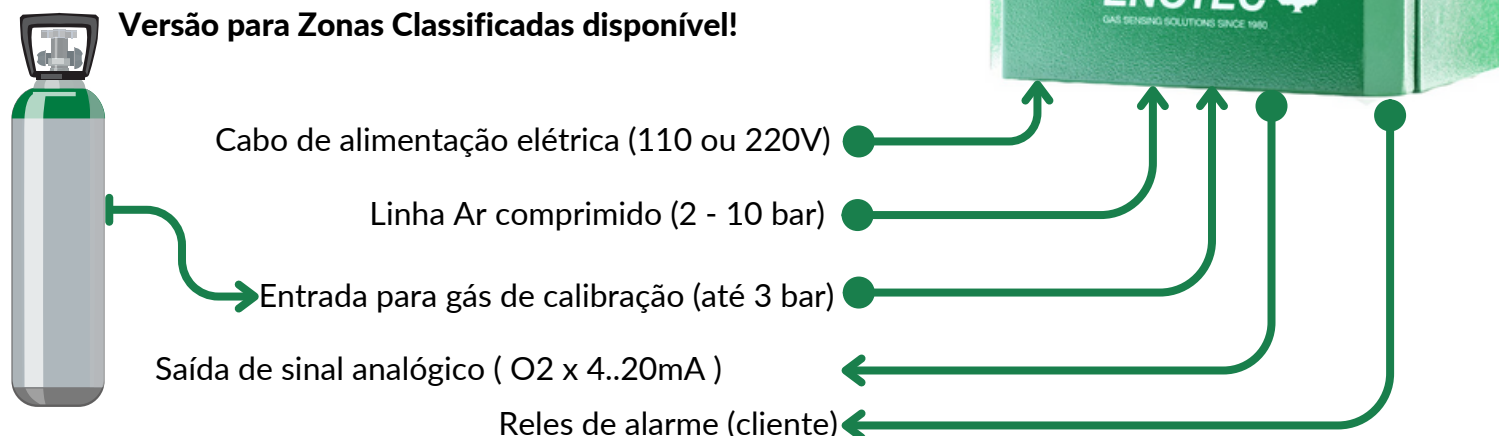 Versão para Zonas Classificadas disponível!
ENOTEC
GAS SENSING SOLUTIONS SINCE 1980
Cabo de alimentação elétrica (110 ou 220V)
Linha Ar comprimido (2 - 10 bar)
Entrada para gás de calibração (até 3 bar)
Saída de sinal analógico ( O2 x 4..20mA )
Reles de alarme (cliente)